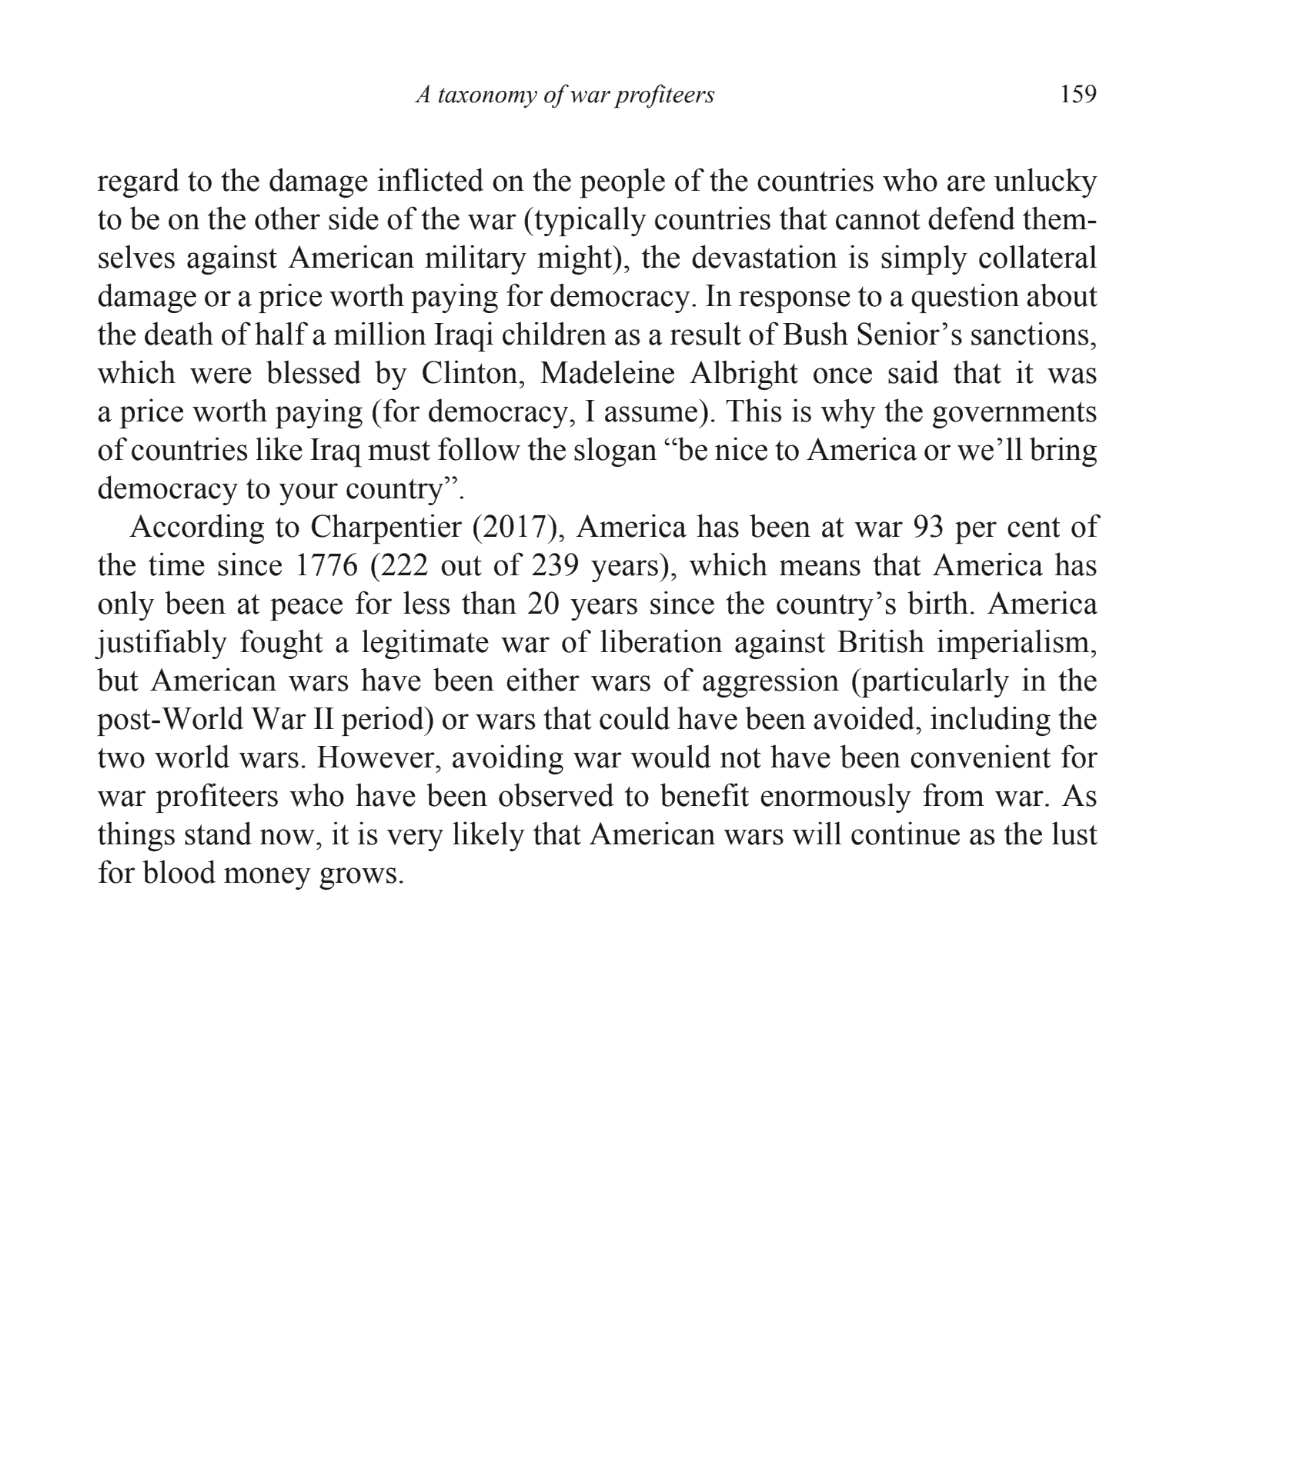 A taxonomy of war profiteers 159
regard to the damage inflicted on the people of the countries who are unlucky
to be on the other side of the war (typically countries that cannot defend them-
selves against American military might), the devastation is simply collateral
damage or a price worth paying for democracy. In response to a question about
the death of half a million Iraqi children as a result of Bush Senior’s sanctions,
which were blessed by Clinton, Madeleine Albright once said that it was
a price worth paying (for democracy, I assume). This is why the governments
of countries like Iraq must follow the slogan “be nice to America or we’ll bring
democracy to your country”.
According to Charpentier (2017), America has been at war 93 per cent of
the time since 1776 (222 out of 239 years), which means that America has
only been at peace for less than 20 years since the country’s birth. America
justifiably fought a legitimate war of liberation against British imperialism,
but American wars have been either wars of aggression (particularly in the
post-World War II period) or wars that could have been avoided, including the
two world wars. However, avoiding war would not have been convenient for
war profiteers who have been observed to benefit enormously from war. As
things stand now, it is very likely that American wars will continue as the lust
for blood money grows.